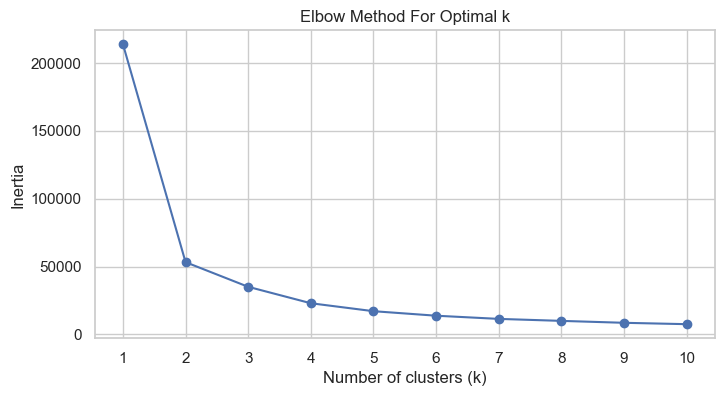 Elbow Method For Optimal k
200000
150000
100000
50000
0
Inertia
1 2 3 4 5 6 7 8 9 10
Number of clusters (k)